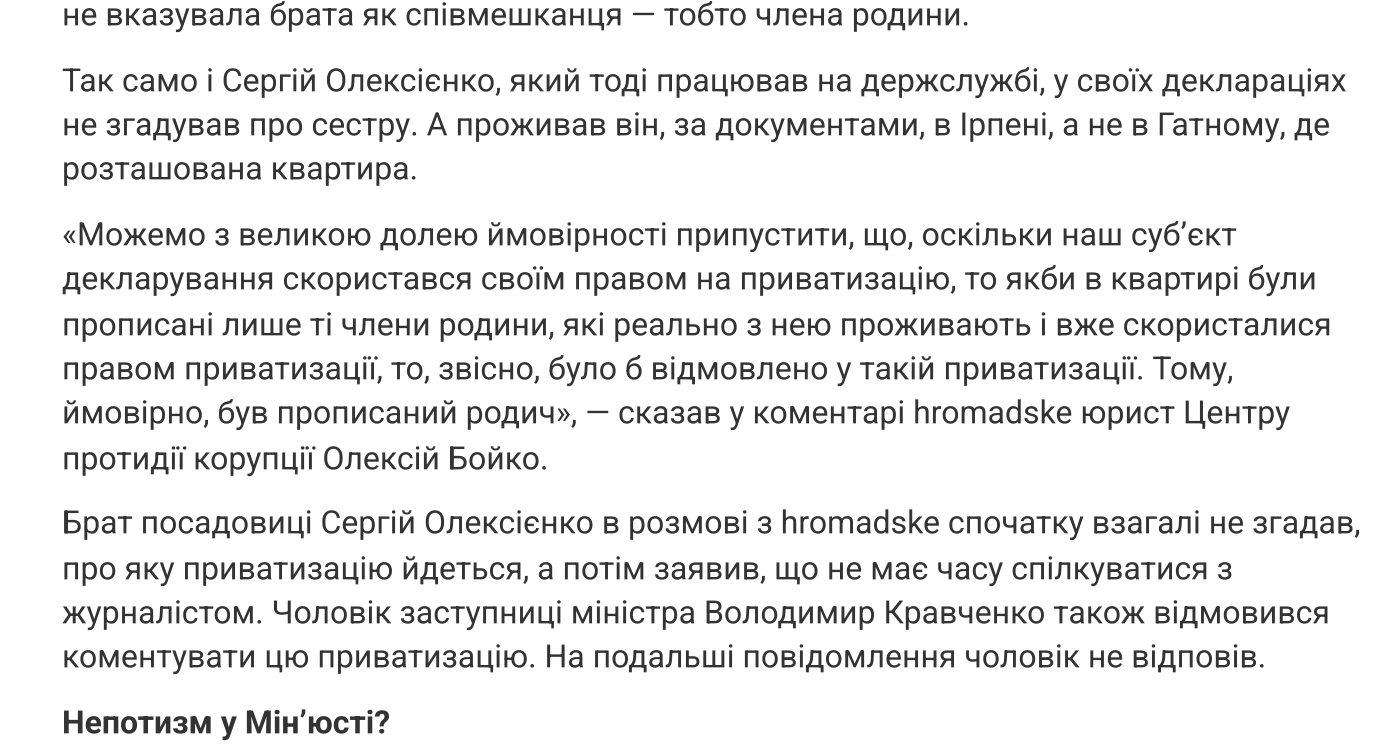 не вказувала брата як співмешканця — тобто члена родини.
Так само і Сергій Олексієнко, який тоді працював на держслужбі, у своїх деклараціях
не згадував про сестру. А проживав він, за документами, в Ірпені, а не в Гатному, де
розташована квартира.
«Можемо з великою долею ймовірності припустити, що, оскільки наш суб’єкт
декларування скористався своїм правом на приватизацію, то якби в квартирі були
прописані лише ті члени родини, які реально з нею проживають і вже скористалися
правом приватизації, то, звісно, було б відмовлено у такій приватизації. Тому,
ймовірно, був прописаний родич», — сказав у коментарі hromadske юрист Центру
протидії корупції Олексій Бойко.
Брат посадовиці Сергій Олексієнко в розмові з hromadske спочатку взагалі не згадав,
про яку приватизацію йдеться, а потім заявив, що не має часу спілкуватися з
журналістом. Чоловік заступниці міністра Володимир Кравченко також відмовився
коментувати цю приватизацію. На подальші повідомлення чоловік не відповів.
Непотизм у Мін’юсті?